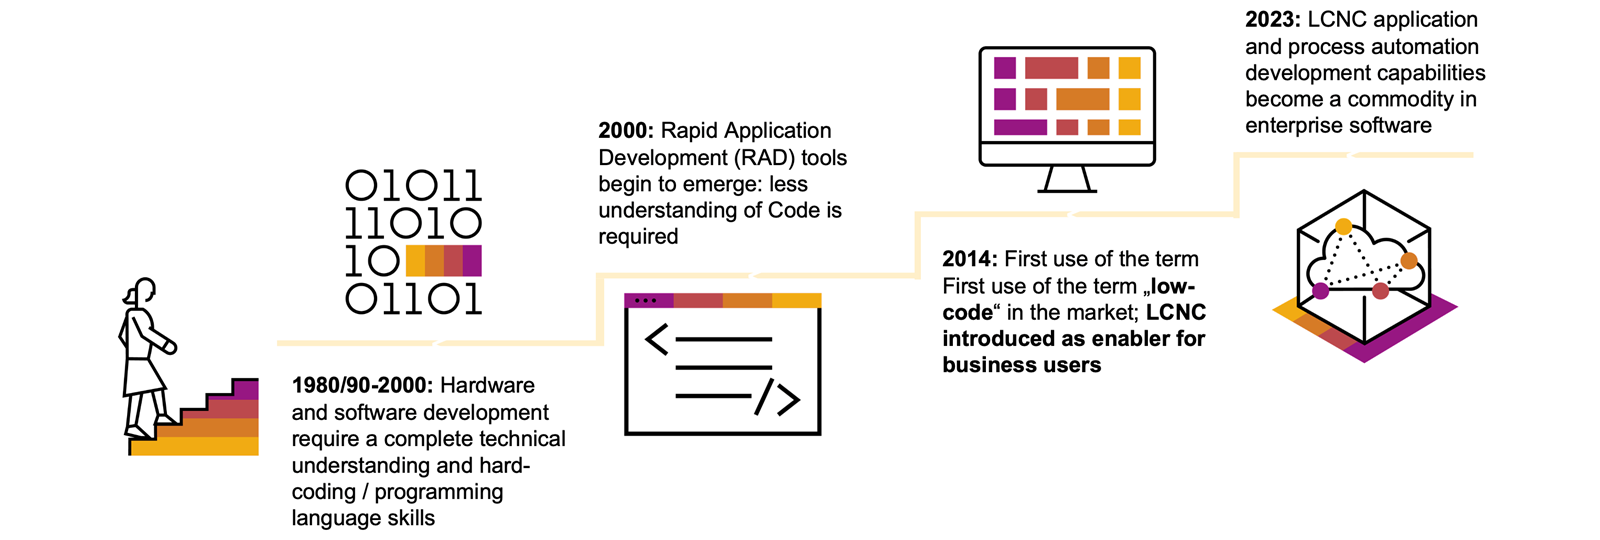 01011
11010
10
01101
1980/90-2000: Hardware
and software development
require a complete technical
understanding and hard-
coding / programming
language skills
2000: Rapid Application
Development (RAD) tools
begin to emerge: less
understanding of Code is
required
</>
2014: First use of the term
First use of the term „low-
code“ in the market; LCNC
introduced as enabler for
business users
2023: LCNC application
and process automation
development capabilities
become a commodity in
enterprise software